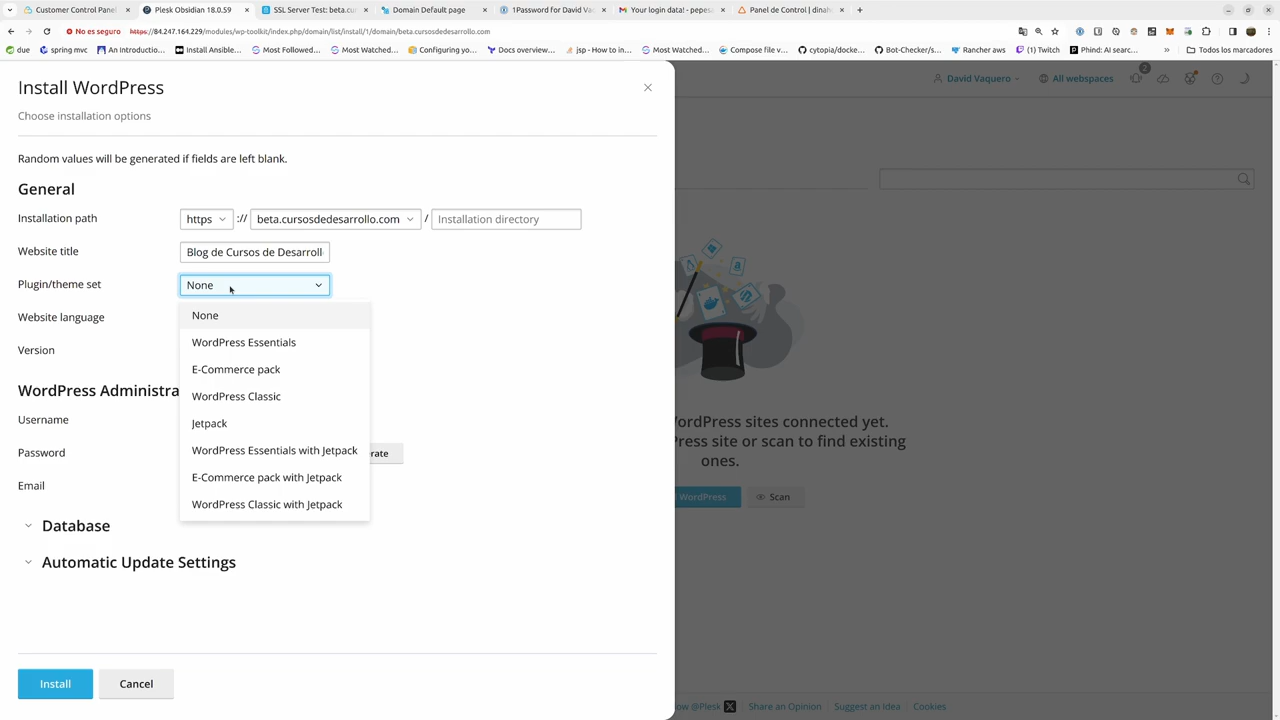 Customer Control Panel
Plesk Obsidian 18.0.59
SSL Server Test: beta.cu
Domain Default page
1Password For David Va
Your login data! - pepes
Panel de Control | dinah
No es seguro
https://84.247.164.229/modules/wp-toolkit/index.php/domain/list/install/1/domain/beta.cursosdedesarrollo.com
due
spring mvc
An Introductio...
Install Ansible...
Most Followed...
Most Watched...
Configuring yo...
Docs overview...
jsp - How to in...
Most Watched...
Compose file v...
cytopia/docke...
Bot-Checker/s...
Rancher aws
(1) Twitch
Phind: AI searc...
»
Todos los marcadores
Install WordPress
Choose installation options
David Vaquero
All webspaces
2
Random values will be generated if fields are left blank.
General
Installation path
https
://
beta.cursosdedesarrollo.com
/
Installation directory
Website title
Blog de Cursos de Desarroll
Plugin/theme set
None
Website language
Version
None
WordPress Essentials
E-Commerce pack
WordPress Classic
Jetpack
WordPress Essentials with Jetpack
E-Commerce pack with Jetpack
WordPress Classic with Jetpack
WordPress Administra
Username
Password
rate
Email
Database
Automatic Update Settings
Install
Cancel
WordPress sites connected yet.
Press site or scan to find existing
ones.
WordPress
Scan
ow @Plesk
Share an Opinion
Suggest an Idea
Cookies